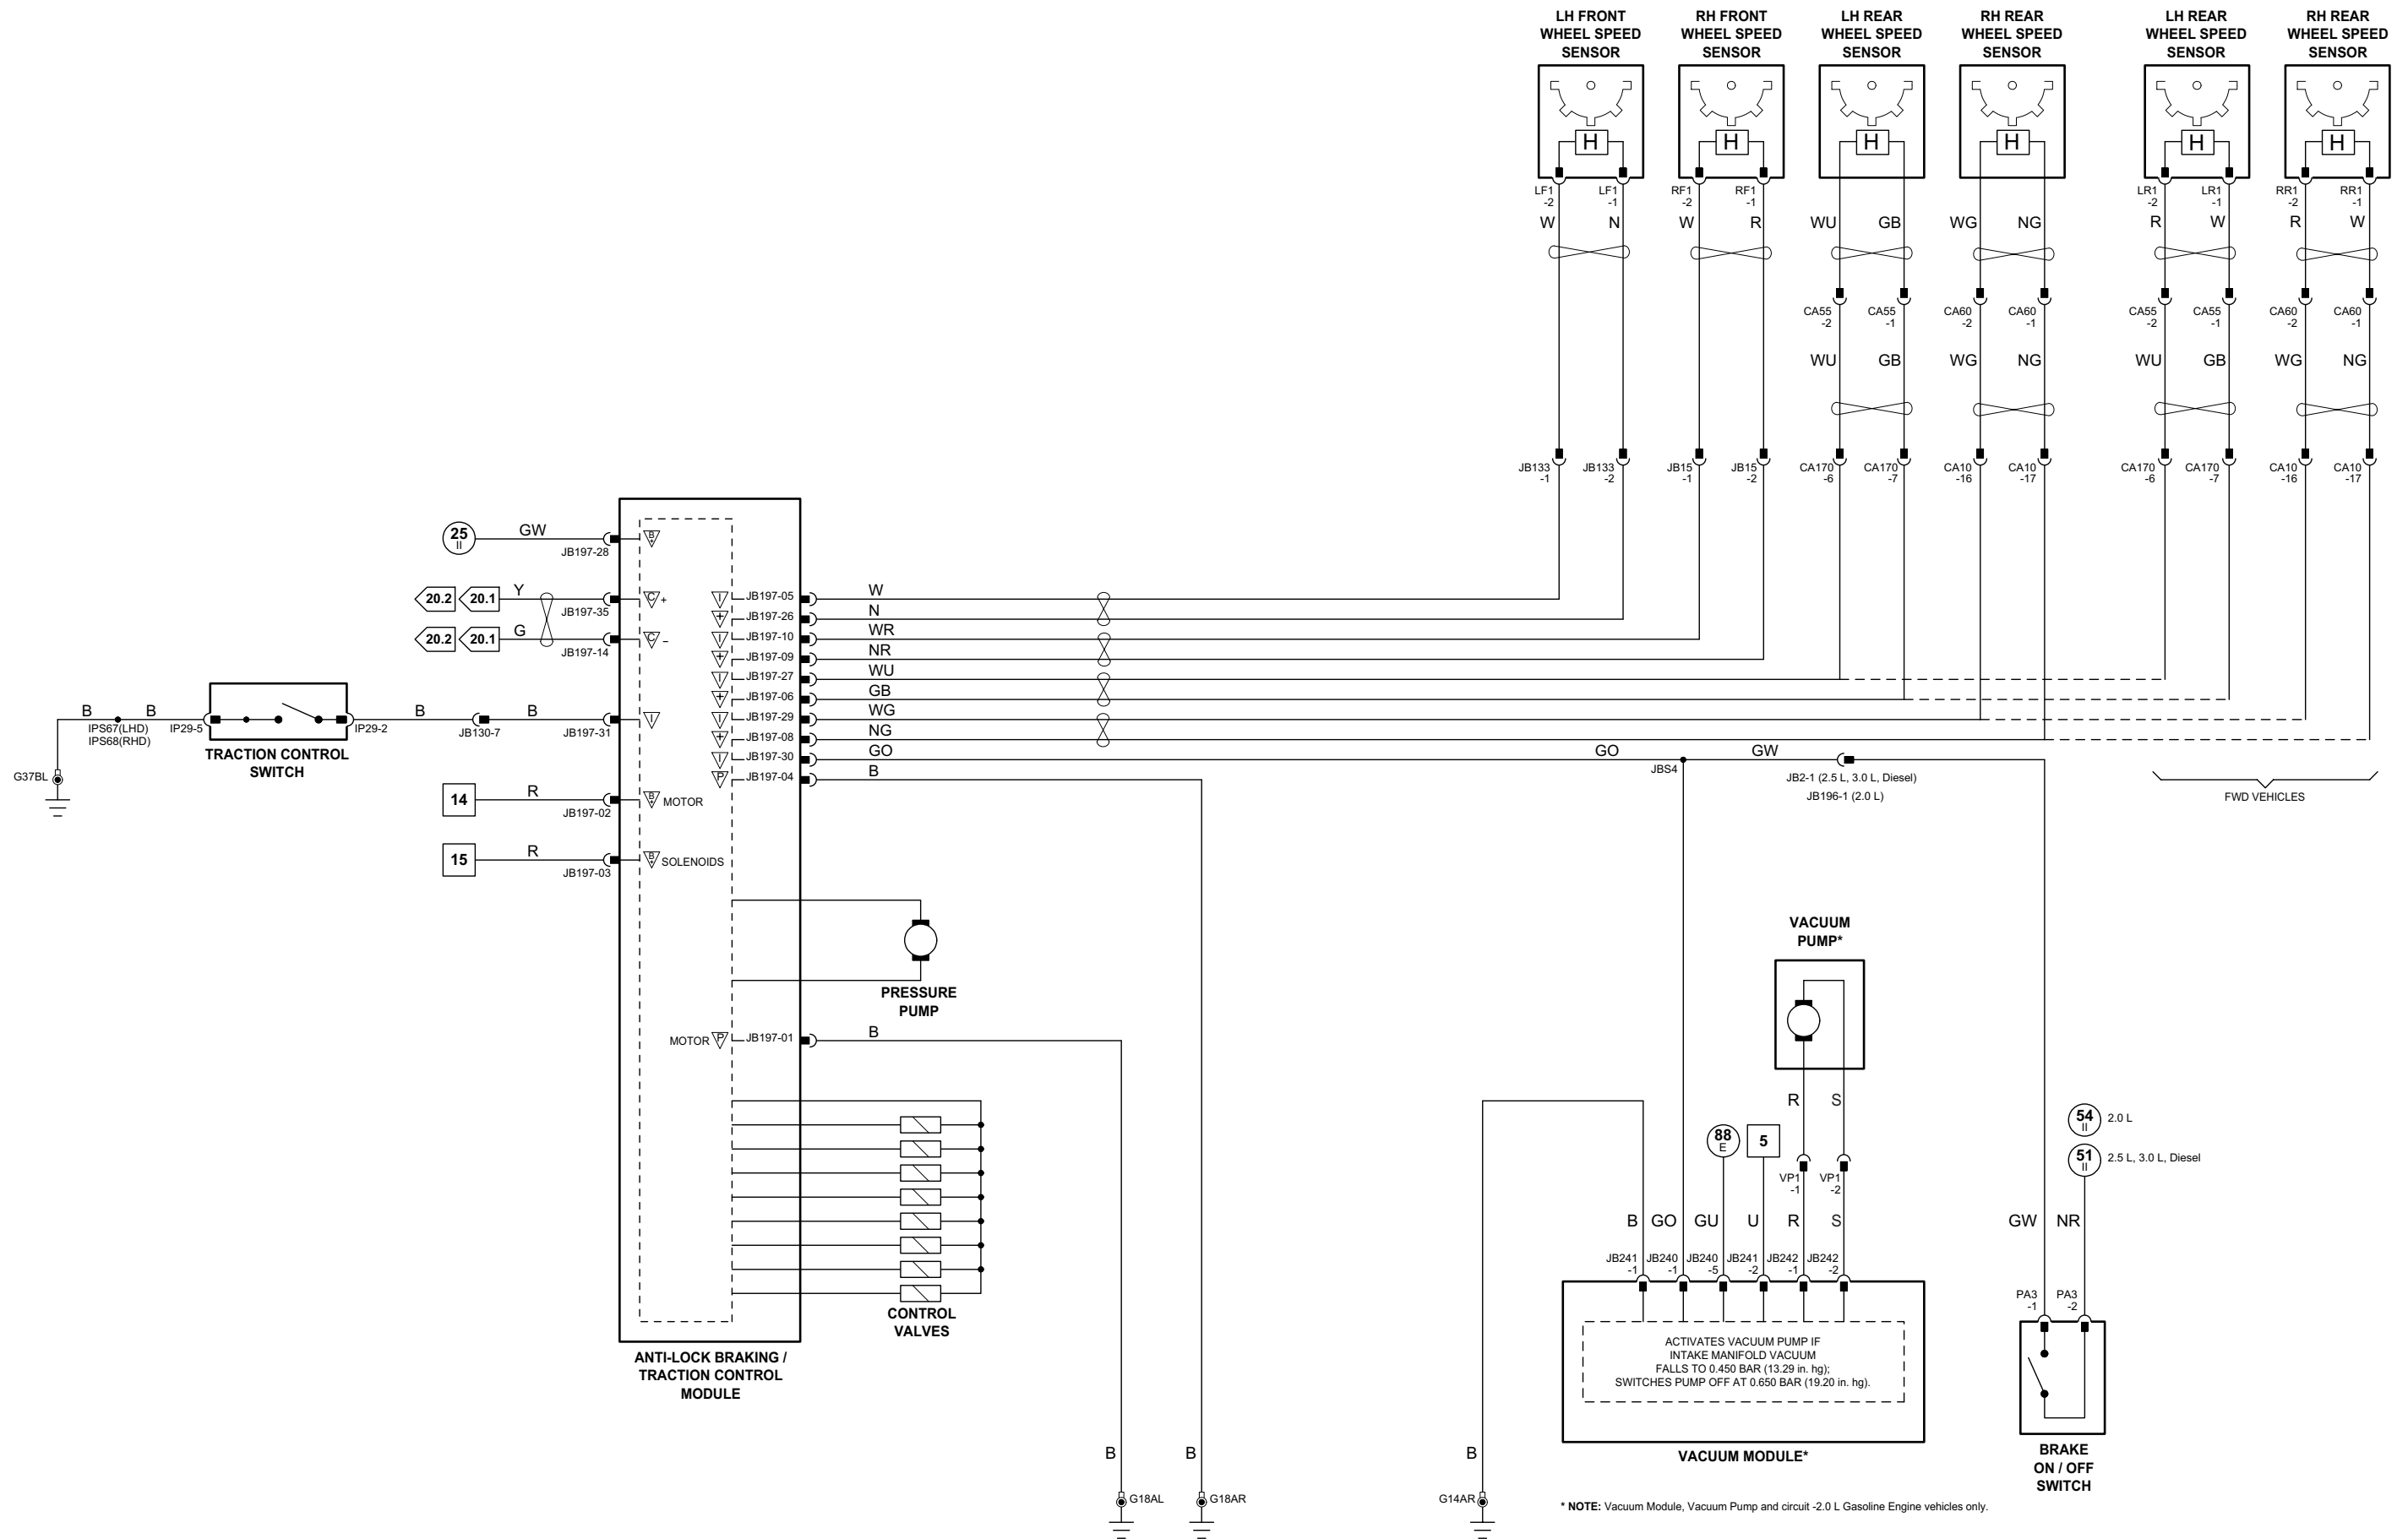 LH FRONT
WHEEL SPEED
SENSOR
RH FRONT
WHEEL SPEED
SENSOR
LH REAR
WHEEL SPEED
SENSOR
RH REAR
WHEEL SPEED
SENSOR
LH REAR
WHEEL SPEED
SENSOR
RH REAR
WHEEL SPEED
SENSOR
H H H H H H
LF1
-2
LF1
-1
RF1
-2
RF1
-1
LR1
-2
LR1
-1
RR1
-2
RR1
-1
W N W R WU GB WG NG R W R W
CA55
-2
CA55
-1
CA60
-2
CA60
-1
CA55
-2
CA55
-1
CA60
-2
CA60
-1
WU GB WG NG WU GB WG NG
JB133
-1
JB133
-2
JB15
-1
JB15
-2
CA170
-6
CA170
-7
CA10
-16
CA10
-17
CA170
-6
CA170
-7
CA10
-16
CA10
-17
25
II
GW
JB197-28
B
+
20.2 20.1 Y
JB197-35
C +
20.2 20.1 G
JB197-14
C –
B B
IPS67(LHD)
IPS68(RHD)
IP29-5
IP29-2
B
JB130-7
B
JB197-31
I
TRACTION CONTROL
SWITCH
G37BL
14 R
JB197-02
B
+
MOTOR
15 R
JB197-03
B
+
SOLENOIDS
I JB197-05 W
+ JB197-26 N
I JB197-10 WR
+ JB197-09 NR
I JB197-27 WU
+ JB197-06 GB
I JB197-29 WG
+ JB197-08 NG
I JB197-30 GO
P JB197-04 B
GO
JBS4
GW
JB2-1 (2.5 L, 3.0 L, Diesel)
JB196-1 (2.0 L)
FWD VEHICLES
PRESSURE
PUMP
MOTOR P JB197-01 B
CONTROL
VALVES
ANTI-LOCK BRAKING /
TRACTION CONTROL
MODULE
B
G18AL
B
G18AR
B
G14AR
VACUUM
PUMP*
R S
VP1
-1
VP1
-2
88
E
5
B GO GU U R S
JB241
-1
JB240
-1
JB240
-5
JB241
-2
JB242
-1
JB242
-2
ACTIVATES VACUUM PUMP IF
INTAKE MANIFOLD VACUUM
FALLS TO 0.450 BAR (13.29 in. hg);
SWITCHES PUMP OFF AT 0.650 BAR (19.20 in. hg).
VACUUM MODULE*
54
II
2.0 L
51
II
2.5 L, 3.0 L, Diesel
GW NR
PA3
-1
PA3
-2
BRAKE
ON / OFF
SWITCH
* NOTE: Vacuum Module, Vacuum Pump and circuit -2.0 L Gasoline Engine vehicles only.